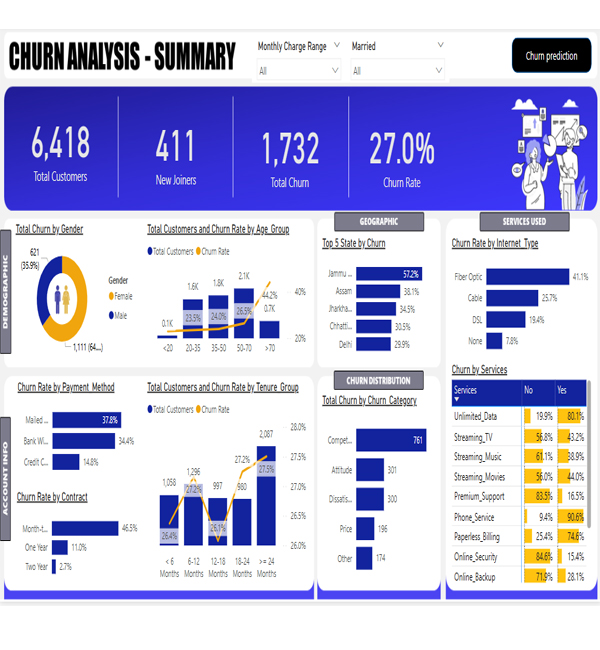 CHURN ANALYSIS - SUMMARY
Monthly Charge Range
Married
All
All
Churn prediction
6,418
Total Customers
411
New Joiners
1,732
Total Churn
27.0%
Churn Rate
DEMOGRAPHIC
Total Churn by Gender
621
(35.9%)
1,111 (64....)
Gender
Female
Male
Total Customers and Churn Rate by Age_Group
Total Customers Churn Rate
0.1K
1.6K
1.8K
2.1K
0.7K
23.3%
24.0%
26.5%
44.2%
40%
20%
<20 20-35 35-50 50-70 >70
GEOGRAPHIC
Top 5 State by Churn
Jammu ... 57.2%
Assam 38.1%
Jharkha... 34.5%
Chhatti... 30.5%
Delhi 29.9%
SERVICES USED
Churn Rate by Internet_Type
Fiber Optic 41.1%
Cable 25.7%
DSL 19.4%
None 7.8%
ACCOUNT INFO
Churn Rate by Payment_Method
Mailed ... 37.8%
Bank Wi... 34.4%
Credit C... 14.8%
Churn Rate by Contract
Month-t... 46.5%
One Year 11.0%
Two Year 2.7%
Total Customers and Churn Rate by Tenure_Group
Total Customers Churn Rate
1,058
1,296
997
980
2,087
26.4%
27.2%
26.1%
27.2%
27.5%
28.0%
27.5%
27.0%
26.5%
26.0%
< 6 6-12 12-18 18-24 >= 24
Months Months Months Months Months
CHURN DISTRIBUTION
Total Churn by Churn_Category
Compet... 761
Attitude 301
Dissatis... 300
Price 196
Other 174
Churn by Services
Services No Yes
Unlimited_Data 19.9% 80.1%
Streaming_TV 56.8% 43.2%
Streaming_Music 61.1% 38.9%
Streaming_Movies 56.0% 44.0%
Premium_Support 83.5% 16.5%
Phone_Service 9.4% 90.6%
Paperless_Billing 25.4% 74.6%
Online_Security 84.6% 15.4%
Online_Backup 71.9% 28.1%